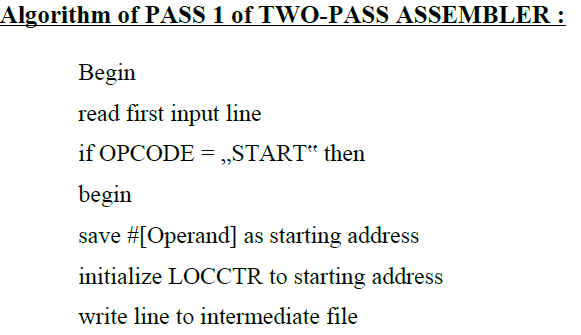 Algorithm of PASS 1 of TWO-PASS ASSEMBLER :
Begin
read first input line
if OPCODE = „START‟ then
begin
save #[Operand] as starting address
initialize LOCCTR to starting address
write line to intermediate file